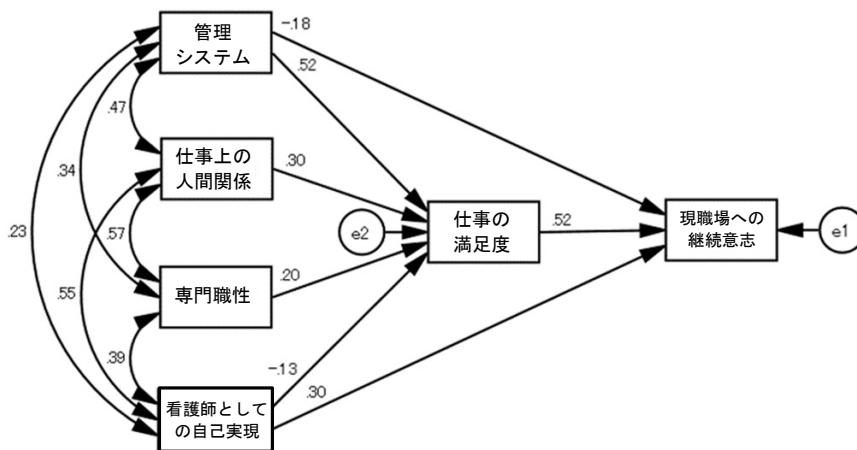 管理
システム
-.18
.52
.47
仕事上の
人間関係
.30
.34
仕事の
満足度
.52
現職場への
継続意志
e2
e1
.23
.57
.55
専門職性
.20
.39
-.13
.30
看護師として
の自己実現